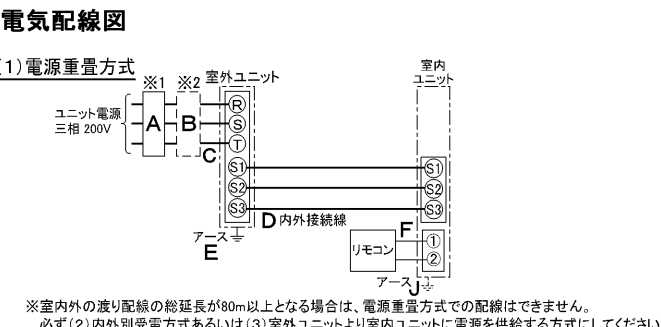 電気配線図
(1)電源重畳方式
※1 ※2 室外ユニット 室内
ユニット
ユニット電源
三相 200V
A B R
S
T
C
S1 S1
S2 S2
S3 S3
D 内外接続線
アース
E
F
リモコン ① ②
アース J
※室内外の渡り配線の総延長が80m以上となる場合は、電源重畳方式での配線はできません。
必ず(2)内外別受電方式あるいは(3)室外ユニットより室内ユニットに電源を供給する方式にしてください